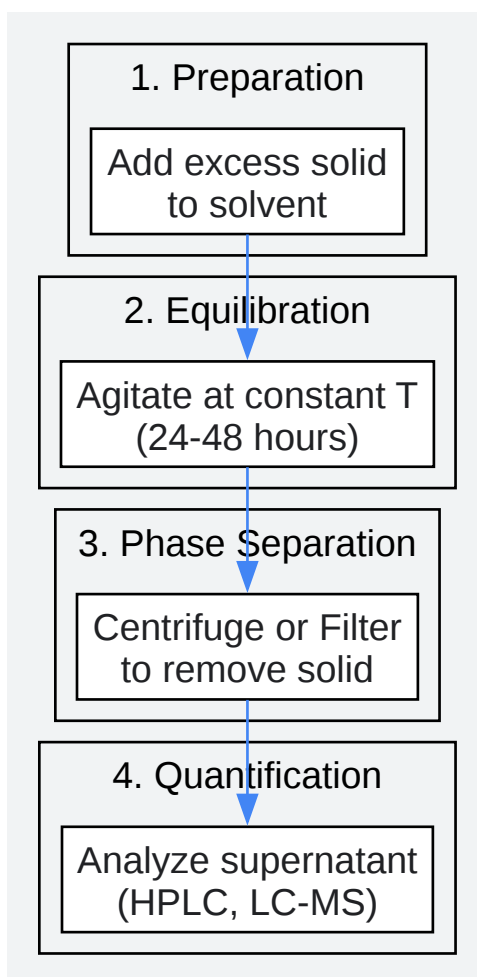 1. Preparation
Add excess solid
to solvent
2. Equilibration
Agitate at constant T
(24-48 hours)
3. Phase Separation
Centrifuge or Filter
to remove solid
4. Quantification
Analyze supernatant
(HPLC, LC-MS)